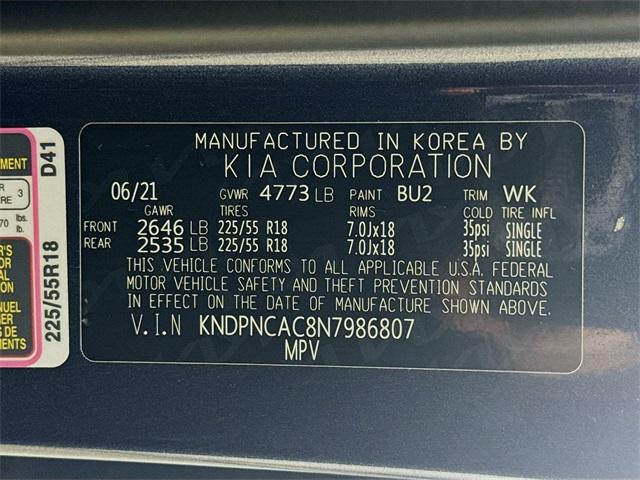 MANUFACTURED IN KOREA BY
KIA CORPORATION
06/21 GVWR 4773 LB PAINT BU2 TRIM WK
GAWR TIRES RIMS COLD TIRE INFL
FRONT 2646 LB 225/55 R18 7.0Jx18 35psi SINGLE
REAR 2535 LB 225/55 R18 7.0Jx18 35psi SINGLE
THIS VEHICLE CONFORMS TO ALL APPLICABLE U.S.A. FEDERAL
MOTOR VEHICLE SAFETY AND THEFT PREVENTION STANDARDS
IN EFFECT ON THE DATE OF MANUFACTURE SHOWN ABOVE.
V.I.N KNDPNCAC8N7986807
MPV
D41
225/55R18
3
lbs.
lb.